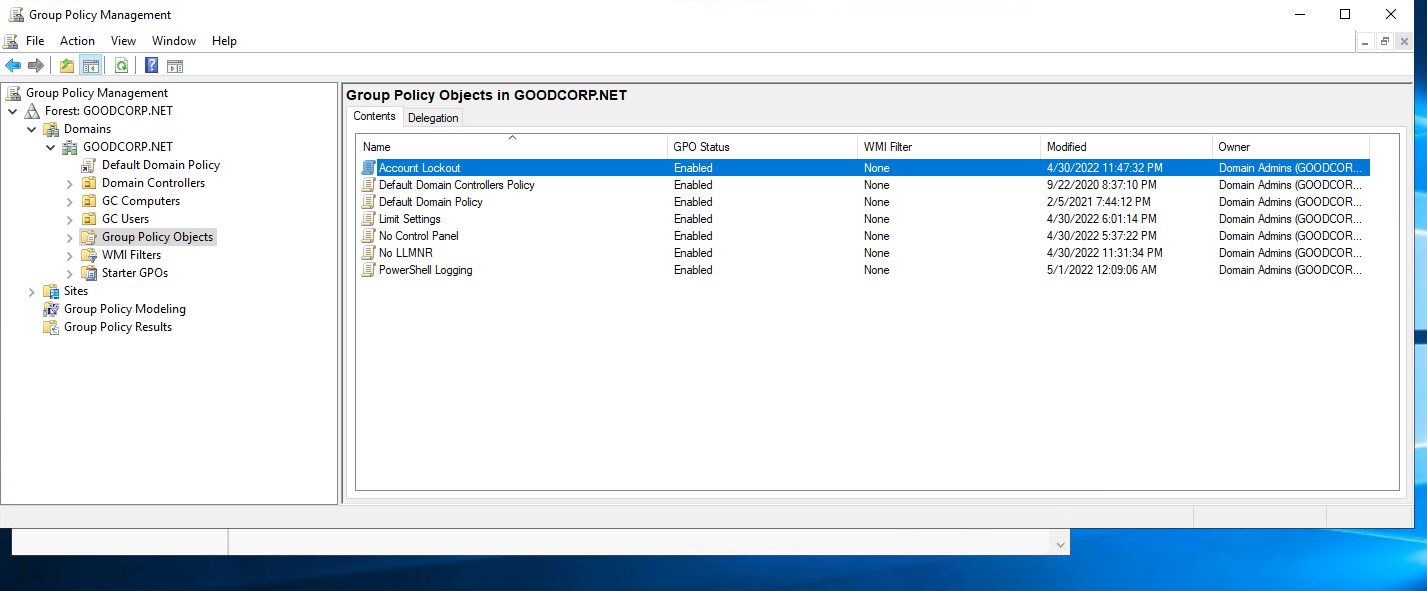 Group Policy Management
File Action View Window Help
Group Policy Management
Forest: GOODCORP.NET
Domains
GOODCORP.NET
Default Domain Policy
Domain Controllers
GC Computers
GC Users
Group Policy Objects
WMI Filters
Starter GPOs
Sites
Group Policy Modeling
Group Policy Results
Group Policy Objects in GOODCORP.NET
Contents Delegation
Name GPO Status WMI Filter Modified Owner
Account Lockout Enabled None 4/30/2022 11:47:32 PM Domain Admins (GOODCOR...
Default Domain Controllers Policy Enabled None 9/22/2020 8:37:10 PM Domain Admins (GOODCOR...
Default Domain Policy Enabled None 2/5/2021 7:44:12 PM Domain Admins (GOODCOR...
Limit Settings Enabled None 4/30/2022 6:01:14 PM Domain Admins (GOODCOR...
No Control Panel Enabled None 4/30/2022 5:37:22 PM Domain Admins (GOODCOR...
No LLMNR Enabled None 4/30/2022 11:31:34 PM Domain Admins (GOODCOR...
PowerShell Logging Enabled None 5/1/2022 12:09:06 AM Domain Admins (GOODCOR...